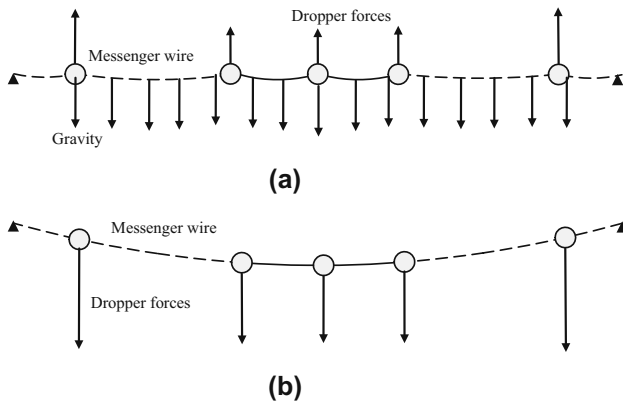 Dropper forces
Messenger wire
Gravity
(a)
Messenger wire
Dropper forces
(b)